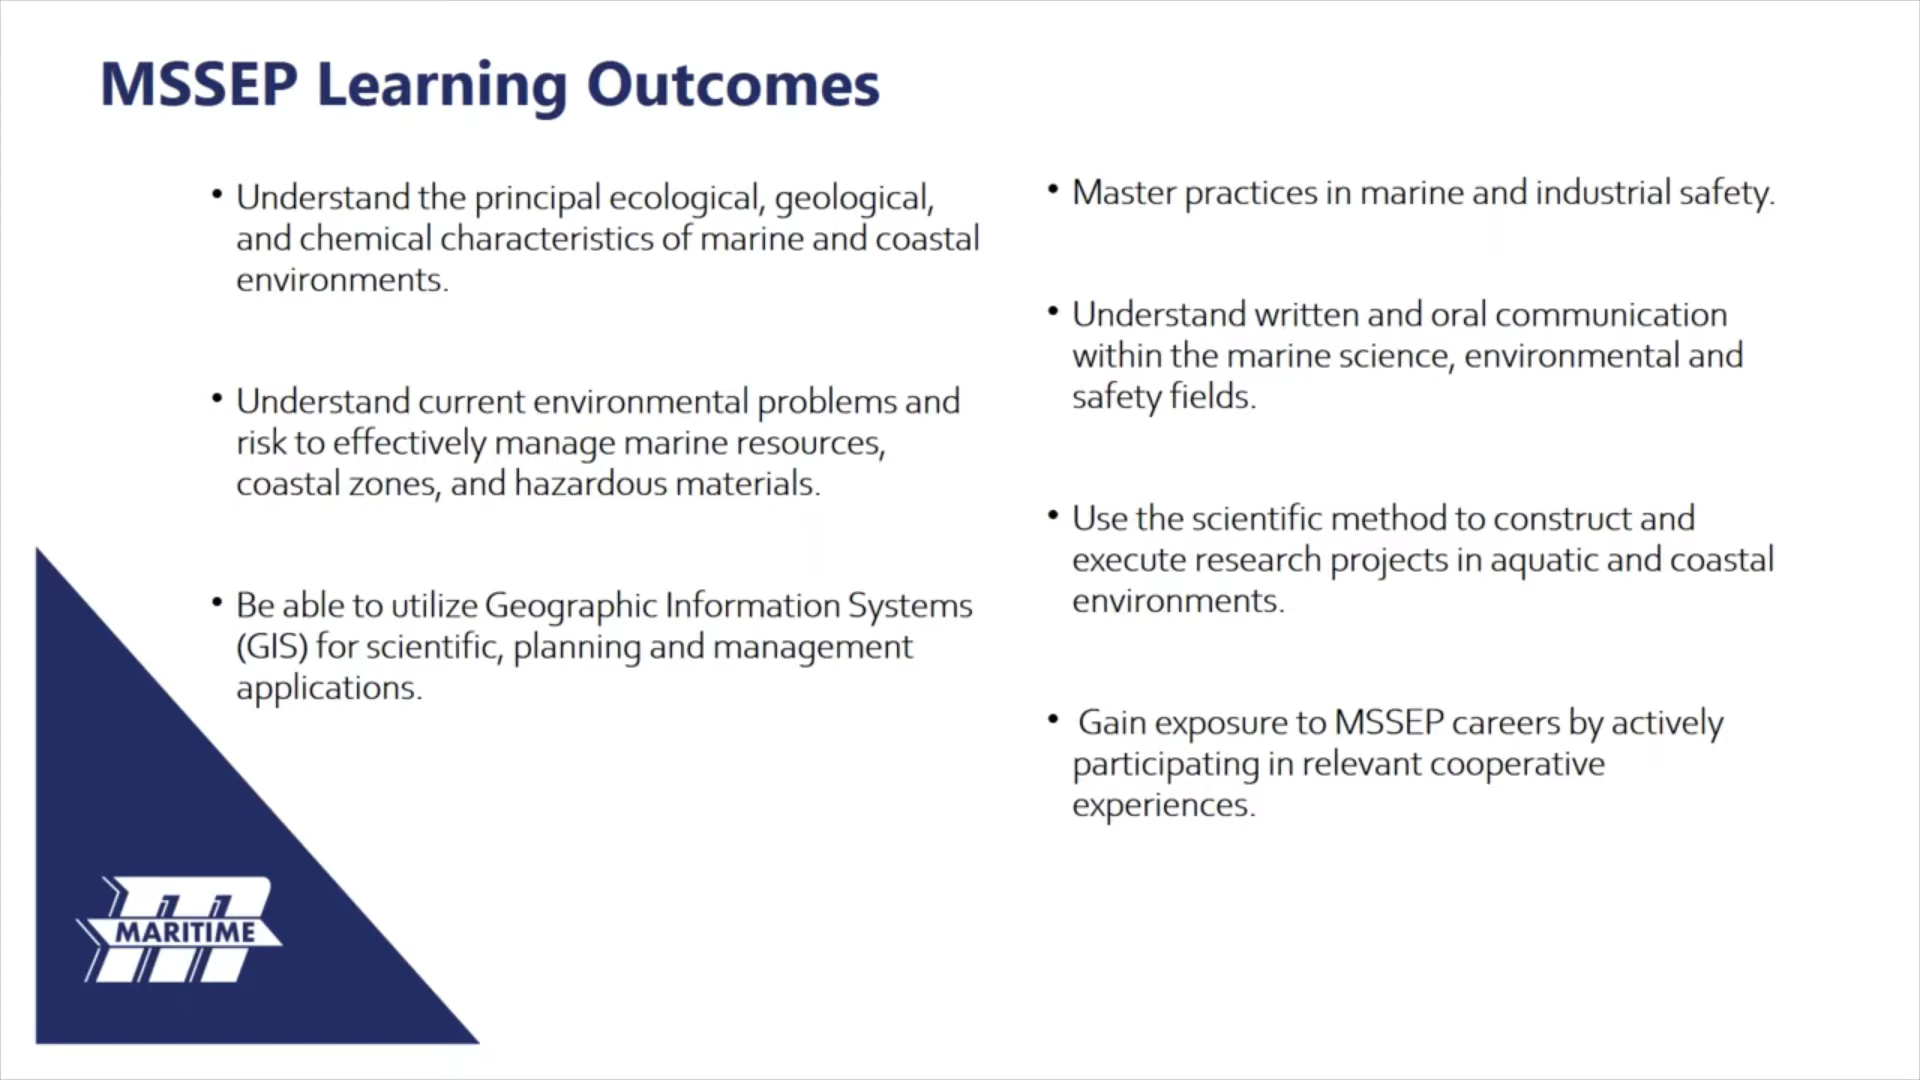 MSSEP Learning Outcomes
• Understand the principal ecological, geological,
and chemical characteristics of marine and coastal
environments.
• Understand current environmental problems and
risk to effectively manage marine resources,
coastal zones, and hazardous materials.
• Be able to utilize Geographic Information Systems
(GIS) for scientific, planning and management
applications.
• Master practices in marine and industrial safety.
• Understand written and oral communication
within the marine science, environmental and
safety fields.
• Use the scientific method to construct and
execute research projects in aquatic and coastal
environments.
• Gain exposure to MSSEP careers by actively
participating in relevant cooperative
experiences.
MARITIME